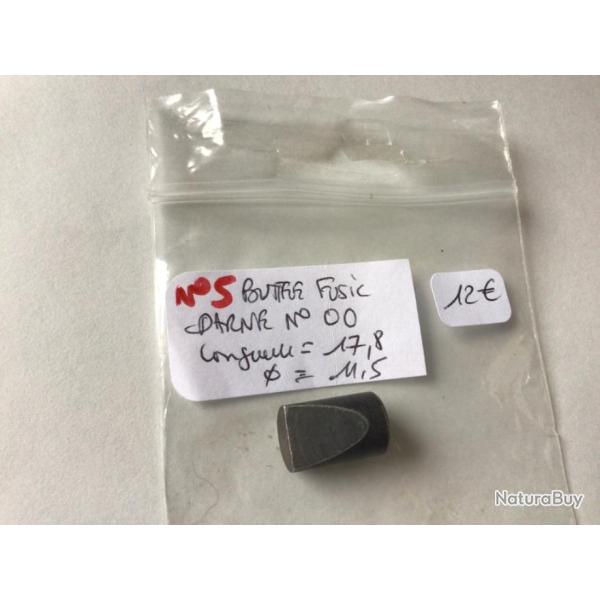 N°5 BUTTEE FUSIL
DARNE N° 00
Longueur = 17,8
Ø = 11,5
12€
NaturaBuy